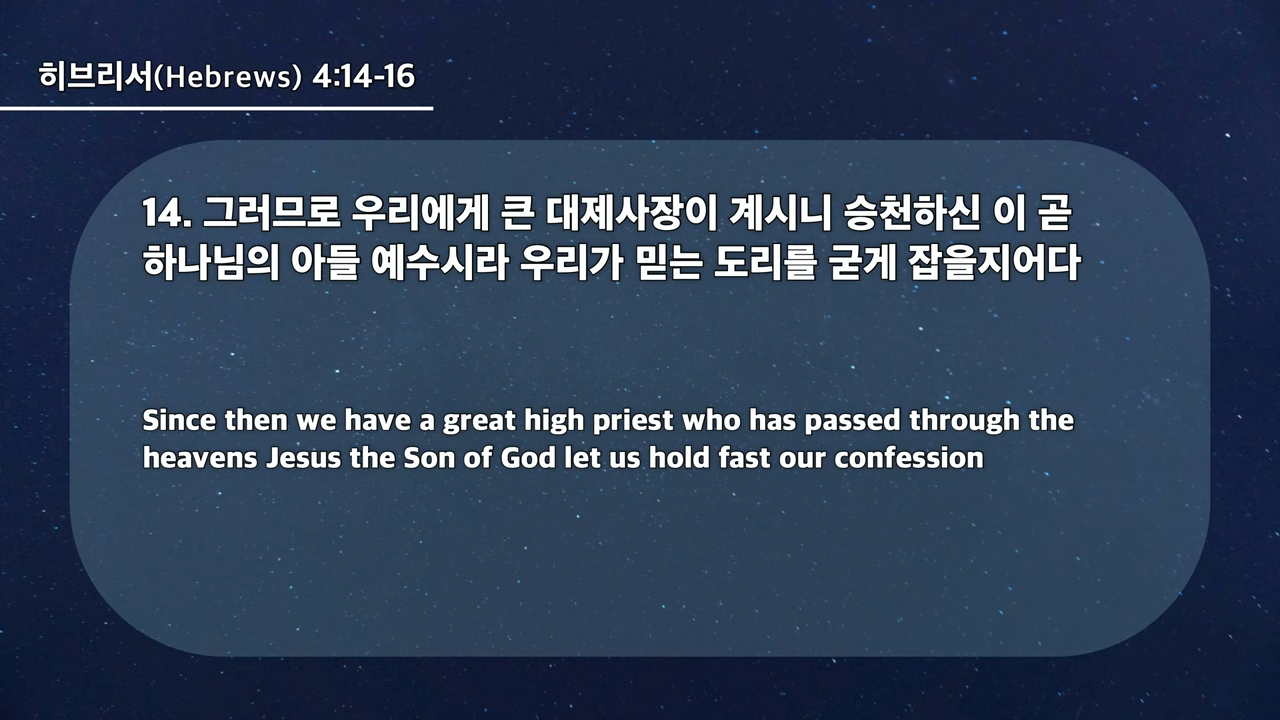 히브리서(Hebrews) 4:14-16
14. 그러므로 우리에게 큰 대제사장이 계시니 승천하신 이 곧
하나님의 아들 예수시라 우리가 믿는 도리를 굳게 잡을지어다
Since then we have a great high priest who has passed through the
heavens Jesus the Son of God let us hold fast our confession